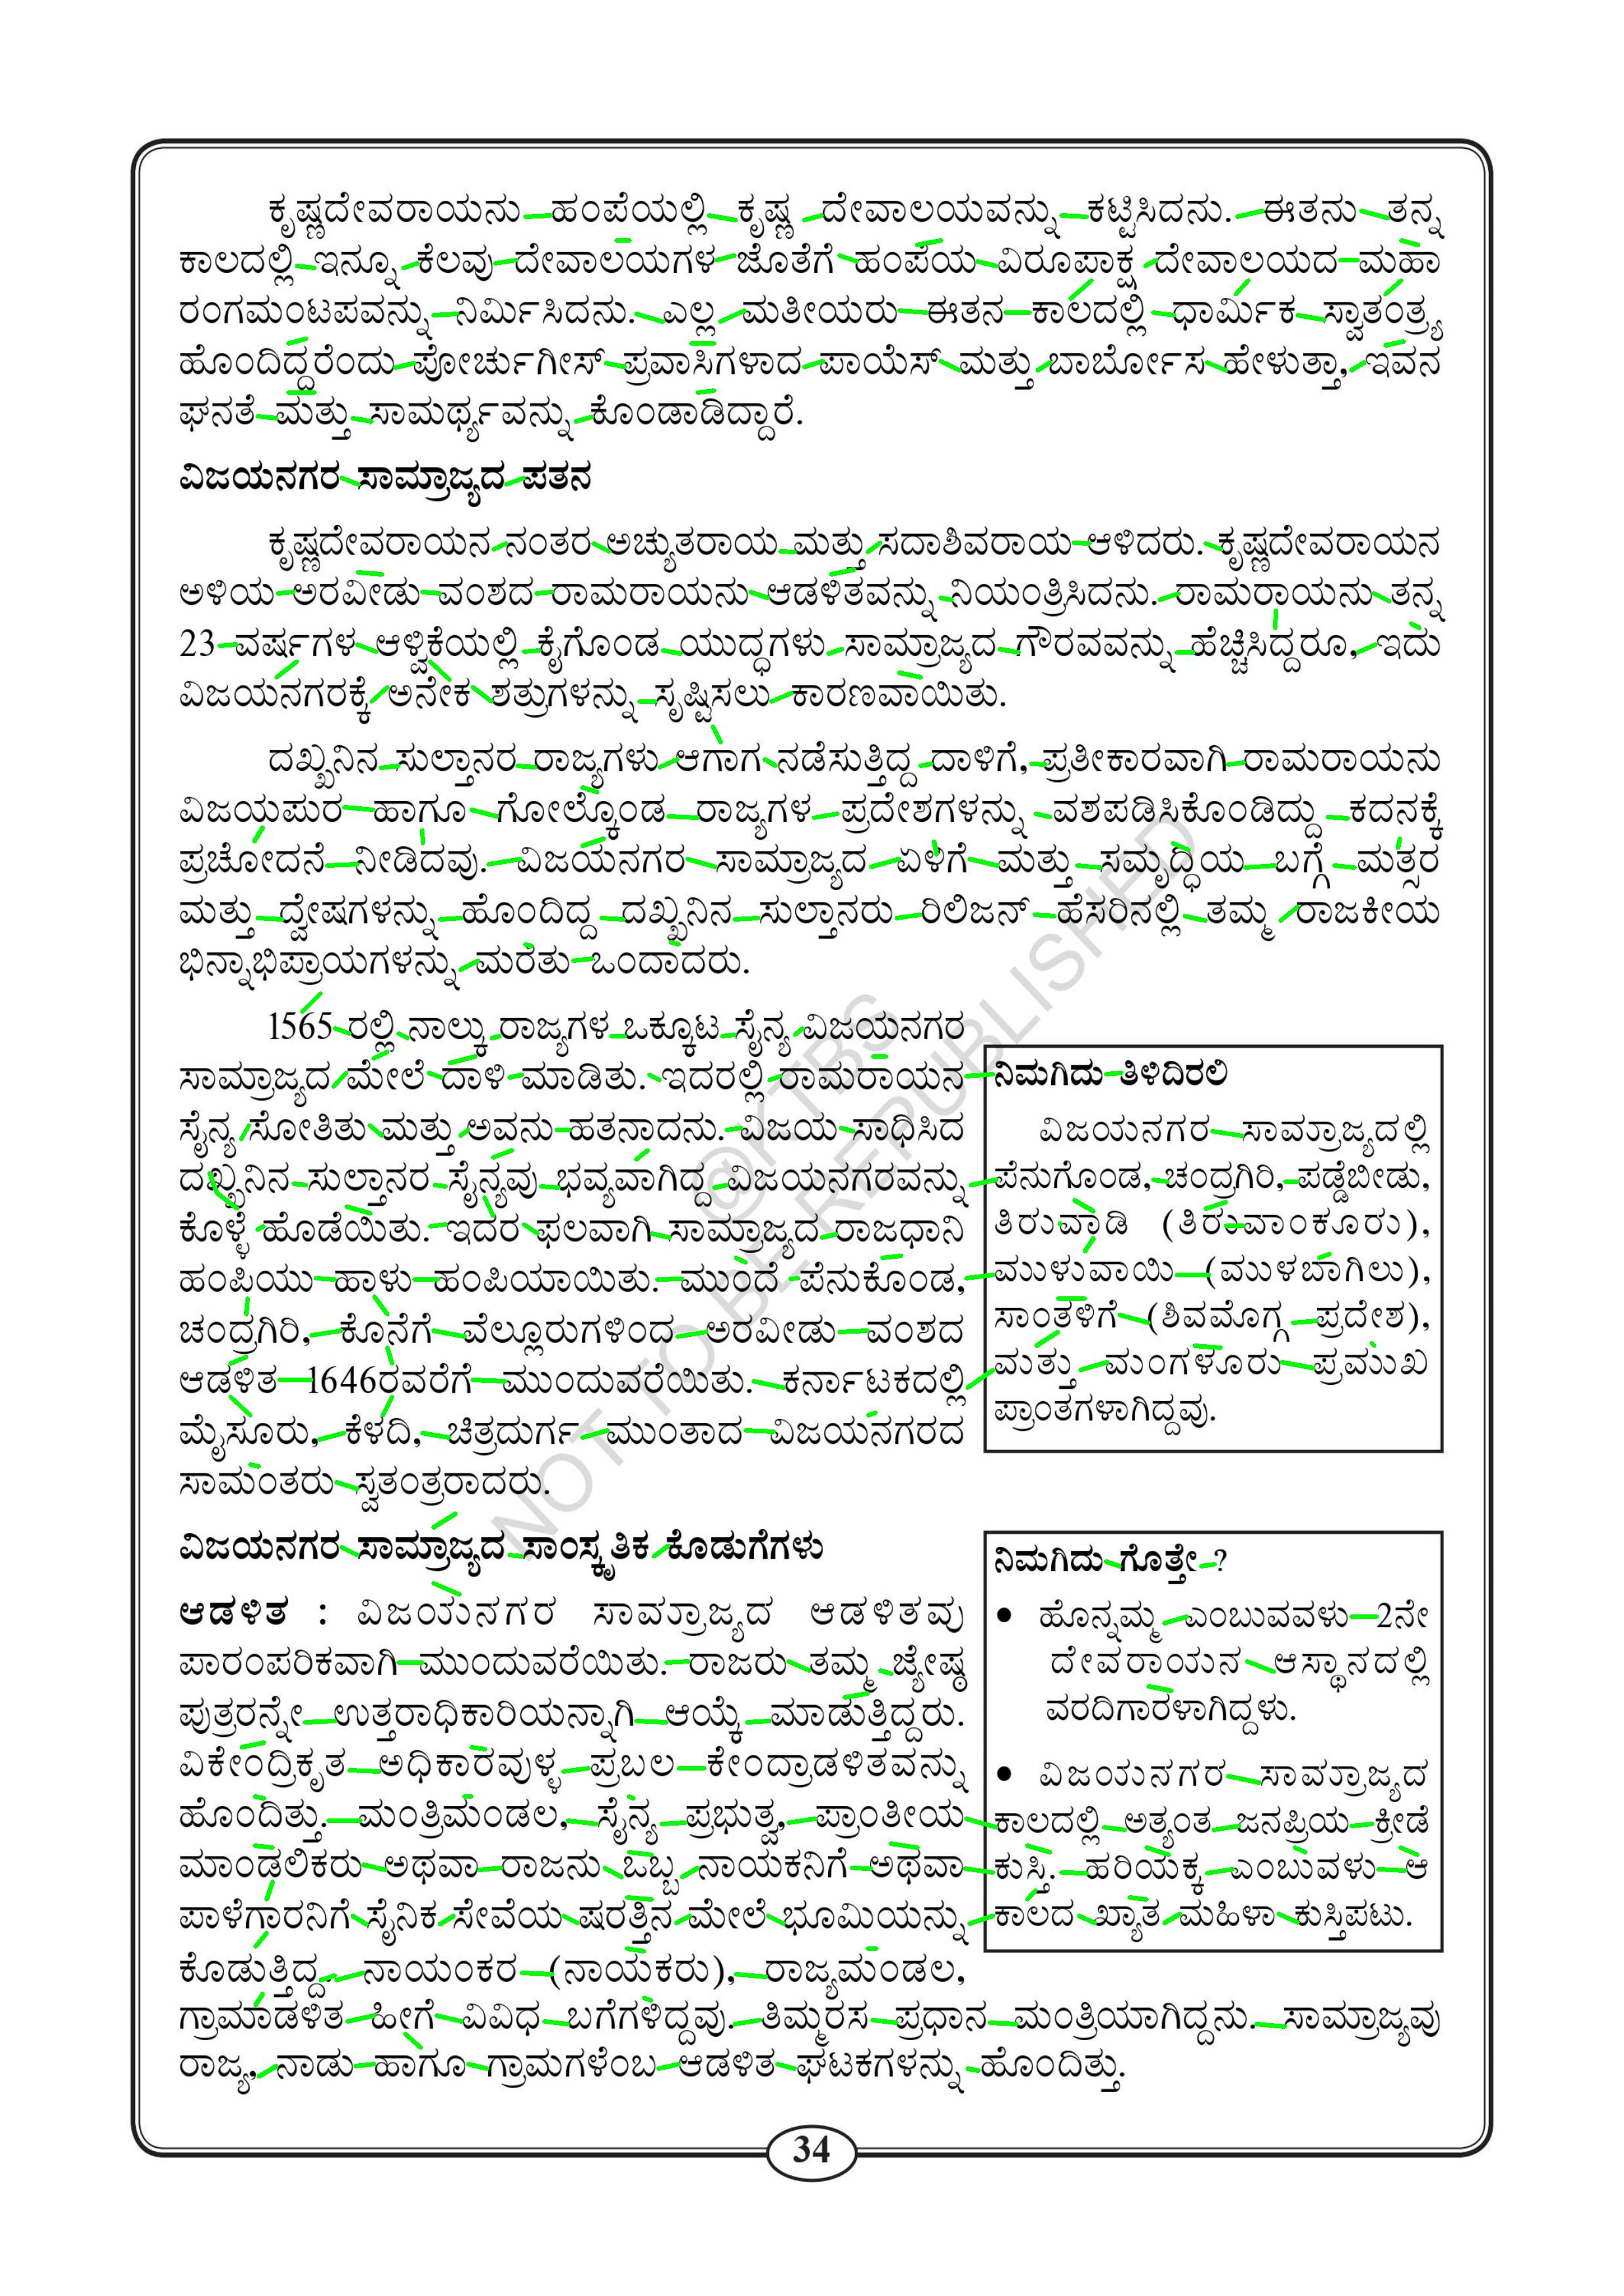 ಕೃಷ್ಣದೇವರಾಯನು ಹಂಪೆಯಲ್ಲಿ ಕೃಷ್ಣ ದೇವಾಲಯವನ್ನು ಕಟ್ಟಿಸಿದನು. ಈತನು ತನ್ನ
ಕಾಲದಲ್ಲಿ ಇನ್ನೂ ಕೆಲವು ದೇವಾಲಯಗಳ ಜೊತೆಗೆ ಹಂಪೆಯ ವಿರೂಪಾಕ್ಷ ದೇವಾಲಯದ ಮಹಾ
ರಂಗಮಂಟಪವನ್ನು ನಿರ್ಮಿಸಿದನು. ಎಲ್ಲ ಮತೀಯರು ಈತನ ಕಾಲದಲ್ಲಿ ಧಾರ್ಮಿಕ ಸ್ವಾತಂತ್ರ್ಯ
ಹೊಂದಿದ್ದರೆಂದು ಪೋರ್ಚುಗೀಸ್ ಪ್ರವಾಸಿಗಳಾದ ಪಾಯೆಸ್ ಮತ್ತು ಬಾರ್ಬೋಸ ಹೇಳುತ್ತಾ, ಇವನ
ಘನತೆ ಮತ್ತು ಸಾಮರ್ಥ್ಯವನ್ನು ಕೊಂಡಾಡಿದ್ದಾರೆ.
ವಿಜಯನಗರ ಸಾಮ್ರಾಜ್ಯದ ಪತನ
ಕೃಷ್ಣದೇವರಾಯನ ನಂತರ ಅಚ್ಯುತರಾಯ ಮತ್ತು ಸದಾಶಿವರಾಯ ಆಳಿದರು. ಕೃಷ್ಣದೇವರಾಯನ
ಅಳಿಯ ಅರವೀಡು ವಂಶದ ರಾಮರಾಯನು ಆಡಳಿತವನ್ನು ನಿಯಂತ್ರಿಸಿದನು. ರಾಮರಾಯನು ತನ್ನ
23 ವರ್ಷಗಳ ಆಳ್ವಿಕೆಯಲ್ಲಿ ಕೈಗೊಂಡ ಯುದ್ಧಗಳು ಸಾಮ್ರಾಜ್ಯದ ಗೌರವವನ್ನು ಹೆಚ್ಚಿಸಿದ್ದರೂ, ಇದು
ವಿಜಯನಗರಕ್ಕೆ ಅನೇಕ ಶತ್ರುಗಳನ್ನು ಸೃಷ್ಟಿಸಲು ಕಾರಣವಾಯಿತು.
ದಖ್ಖನಿನ ಸುಲ್ತಾನರ ರಾಜ್ಯಗಳು ಆಗಾಗ ನಡೆಸುತ್ತಿದ್ದ ದಾಳಿಗೆ, ಪ್ರತೀಕಾರವಾಗಿ ರಾಮರಾಯನು
ವಿಜಯಪುರ ಹಾಗೂ ಗೋಲ್ಕೊಂಡ ರಾಜ್ಯಗಳ ಪ್ರದೇಶಗಳನ್ನು ವಶಪಡಿಸಿಕೊಂಡಿದ್ದು ಕದನಕ್ಕೆ
ಪ್ರಚೋದನೆ ನೀಡಿದವು. ವಿಜಯನಗರ ಸಾಮ್ರಾಜ್ಯದ ಏಳಿಗೆ ಮತ್ತು ಸಮೃದ್ಧಿಯ ಬಗ್ಗೆ ಮತ್ಸರ
ಮತ್ತು ದ್ವೇಷಗಳನ್ನು ಹೊಂದಿದ್ದ ದಖ್ಖನಿನ ಸುಲ್ತಾನರು ರಿಲಿಜನ್ ಹೆಸರಿನಲ್ಲಿ ತಮ್ಮ ರಾಜಕೀಯ
ಭಿನ್ನಾಭಿಪ್ರಾಯಗಳನ್ನು ಮರೆತು ಒಂದಾದರು.
1565 ರಲ್ಲಿ ನಾಲ್ಕು ರಾಜ್ಯಗಳ ಒಕ್ಕೂಟ ಸೈನ್ಯ ವಿಜಯನಗರ
ಸಾಮ್ರಾಜ್ಯದ ಮೇಲೆ ದಾಳಿ ಮಾಡಿತು. ಇದರಲ್ಲಿ ರಾಮರಾಯನ
ಸೈನ್ಯ ಸೋತಿತು ಮತ್ತು ಅವನು ಹತನಾದನು. ವಿಜಯ ಸಾಧಿಸಿದ
ದಖ್ಖನಿನ ಸುಲ್ತಾನರ ಸೈನ್ಯವು ಭವ್ಯವಾಗಿದ್ದ ವಿಜಯನಗರವನ್ನು
ಕೊಳ್ಳೆ ಹೊಡೆಯಿತು. ಇದರ ಫಲವಾಗಿ ಸಾಮ್ರಾಜ್ಯದ ರಾಜಧಾನಿ
ಹಂಪಿಯು ಹಾಳು ಹಂಪಿಯಾಯಿತು. ಮುಂದೆ ಪೆನುಕೊಂಡ,
ಚಂದ್ರಗಿರಿ, ಕೊನೆಗೆ ವೆಲ್ಲೂರುಗಳಿಂದ ಅರವೀಡು ವಂಶದ
ಆಡಳಿತ 1646ರವರೆಗೆ ಮುಂದುವರೆಯಿತು. ಕರ್ನಾಟಕದಲ್ಲಿ
ಮೈಸೂರು, ಕೆಳದಿ, ಚಿತ್ರದುರ್ಗ ಮುಂತಾದ ವಿಜಯನಗರದ
ಸಾಮಂತರು ಸ್ವತಂತ್ರರಾದರು.
ನಿಮಗಿದು ತಿಳಿದಿರಲಿ
ವಿಜಯನಗರ ಸಾಮ್ರಾಜ್ಯದಲ್ಲಿ
ಪೆನುಗೊಂಡ, ಚಂದ್ರಗಿರಿ, ಪಡ್ಡೆಬೀಡು,
ತಿರುವಾಡಿ (ತಿರುವಾಂಕೂರು),
ಮುಳುವಾಯಿ (ಮುಳಬಾಗಿಲು),
ಸಾಂತಳಿಗೆ (ಶಿವಮೊಗ್ಗ ಪ್ರದೇಶ),
ಮತ್ತು ಮಂಗಳೂರು ಪ್ರಮುಖ
ಪ್ರಾಂತಗಳಾಗಿದ್ದವು.
ವಿಜಯನಗರ ಸಾಮ್ರಾಜ್ಯದ ಸಾಂಸ್ಕೃತಿಕ ಕೊಡುಗೆಗಳು
ಆಡಳಿತ : ವಿಜಯನಗರ ಸಾಮ್ರಾಜ್ಯದ ಆಡಳಿತವು
ಪಾರಂಪರಿಕವಾಗಿ ಮುಂದುವರೆಯಿತು. ರಾಜರು ತಮ್ಮ ಜ್ಯೇಷ್ಠ
ಪುತ್ರರನ್ನೇ ಉತ್ತರಾಧಿಕಾರಿಯನ್ನಾಗಿ ಆಯ್ಕೆ ಮಾಡುತ್ತಿದ್ದರು.
ವಿಕೇಂದ್ರಿಕೃತ ಅಧಿಕಾರವುಳ್ಳ ಪ್ರಬಲ ಕೇಂದ್ರಾಡಳಿತವನ್ನು
ಹೊಂದಿತ್ತು. ಮಂತ್ರಿಮಂಡಲ, ಸೈನ್ಯ ಪ್ರಭುತ್ವ, ಪ್ರಾಂತೀಯ
ಮಾಂಡಲಿಕರು ಅಥವಾ ರಾಜನು ಒಬ್ಬ ನಾಯಕನಿಗೆ ಅಥವಾ
ಪಾಳೆಗಾರನಿಗೆ ಸೈನಿಕ ಸೇವೆಯ ಷರತ್ತಿನ ಮೇಲೆ ಭೂಮಿಯನ್ನು
ಕೊಡುತ್ತಿದ್ದ.. ನಾಯಂಕರ (ನಾಯಕರು), ರಾಜ್ಯಮಂಡಲ,
ಗ್ರಾಮಾಡಳಿತ ಹೀಗೆ ವಿವಿಧ ಬಗೆಗಳಿದ್ದವು. ತಿಮ್ಮರಸ ಪ್ರಧಾನ ಮಂತ್ರಿಯಾಗಿದ್ದನು. ಸಾಮ್ರಾಜ್ಯವು
ರಾಜ್ಯ, ನಾಡು ಹಾಗೂ ಗ್ರಾಮಗಳೆಂಬ ಆಡಳಿತ ಘಟಕಗಳನ್ನು ಹೊಂದಿತ್ತು.
ನಿಮಗಿದು ಗೊತ್ತೇ ?
● ಹೊನ್ನಮ್ಮ ಎಂಬುವವಳು 2ನೇ
ದೇವರಾಯನ ಆಸ್ಥಾನದಲ್ಲಿ
ವರದಿಗಾರಳಾಗಿದ್ದಳು.
● ವಿಜಯನಗರ ಸಾಮ್ರಾಜ್ಯದ
ಕಾಲದಲ್ಲಿ ಅತ್ಯಂತ ಜನಪ್ರಿಯ ಕ್ರೀಡೆ
ಕುಸ್ತಿ. ಹರಿಯಕ್ಕ ಎಂಬುವಳು ಆ
ಕಾಲದ ಖ್ಯಾತ ಮಹಿಳಾ ಕುಸ್ತಿಪಟು.
@KTBS
NOT TO BE REPUBLISHED
34